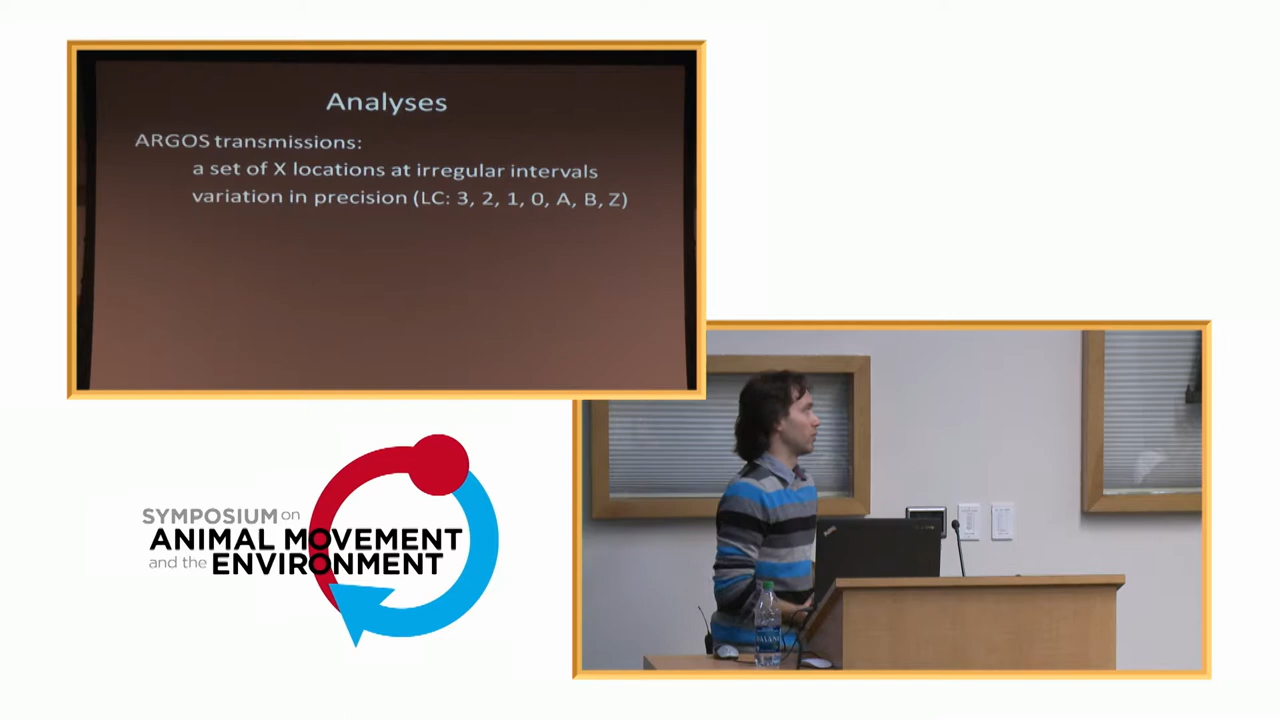 Analyses
ARGOS transmissions:
a set of X locations at irregular intervals
variation in precision (LC: 3, 2, 1, 0, A, B, Z)
SYMPOSIUM on
ANIMAL MOVEMENT
and the ENVIRONMENT